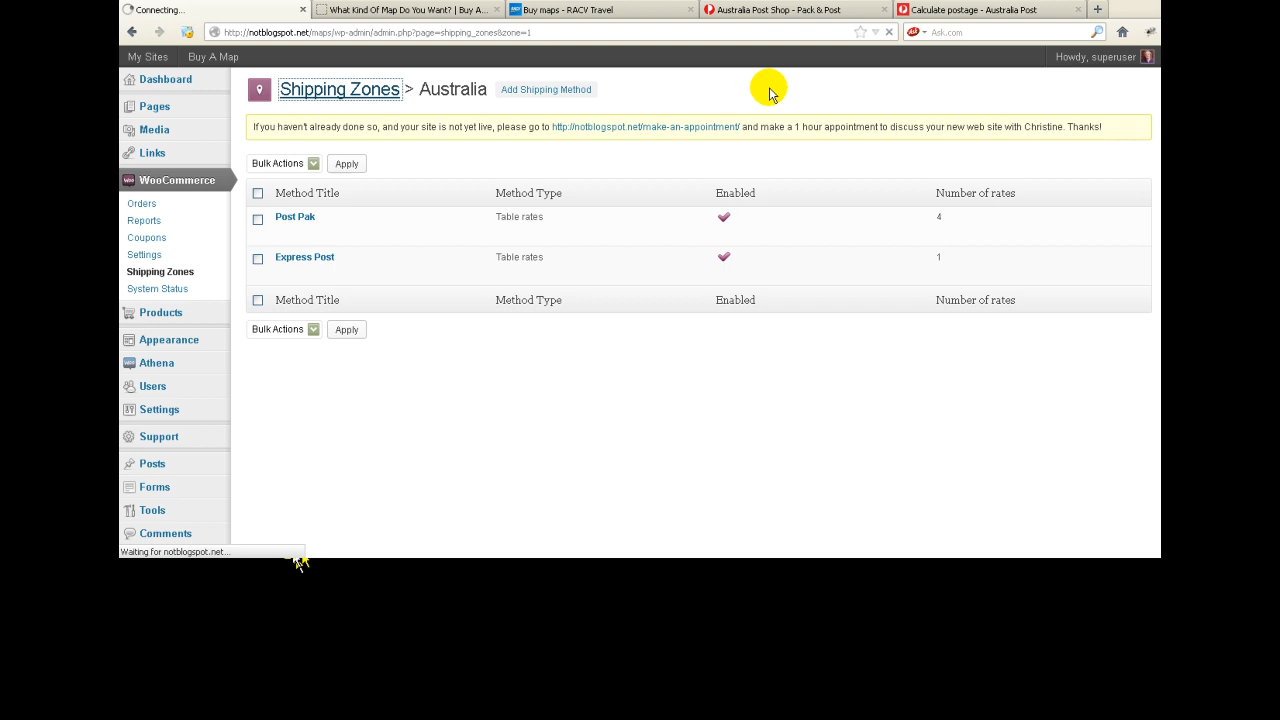 Connecting...
What Kind Of Map Do You Want? | Buy A...
Buy maps - RACV Travel
Australia Post Shop - Pack & Post
Calculate postage - Australia Post
http://notblogspot.net/maps/wp-admin/admin.php?page=shipping_zones&zone=1
Ask.com
My Sites
Buy A Map
Howdy, superuser
Dashboard
Pages
Media
Links
WooCommerce
Orders
Reports
Coupons
Settings
Shipping Zones
System Status
Products
Appearance
Athena
Users
Settings
Support
Posts
Forms
Tools
Comments
Waiting for notblogspot.net...
Shipping Zones > Australia Add Shipping Method
If you haven't already done so, and your site is not yet live, please go to http://notblogspot.net/make-an-appointment/ and make a 1 hour appointment to discuss your new web site with Christine. Thanks!
Bulk Actions Apply
Method Title Method Type Enabled Number of rates
Post Pak Table rates 4
Express Post Table rates 1
Method Title Method Type Enabled Number of rates
Bulk Actions Apply